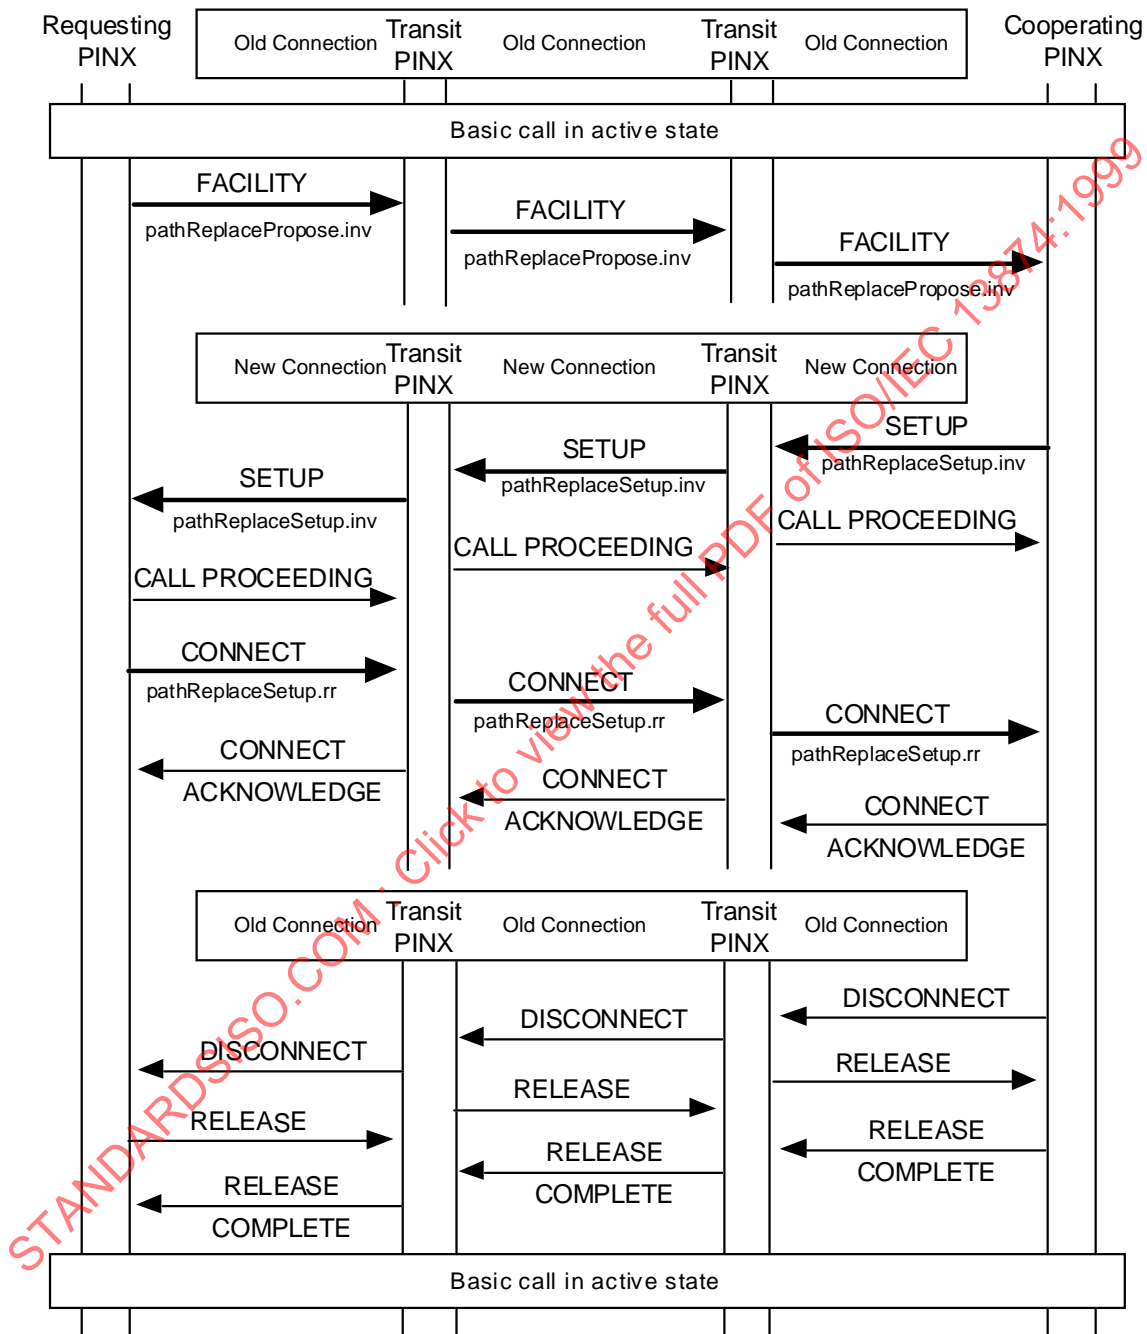 Requesting PINX
Old Connection
Transit PINX
Old Connection
Transit PINX
Old Connection
Cooperating PINX
Basic call in active state
FACILITY
pathReplacePropose.inv
FACILITY
pathReplacePropose.inv
FACILITY
pathReplacePropose.inv
New Connection
Transit PINX
New Connection
Transit PINX
New Connection
SETUP
pathReplaceSetup.inv
SETUP
pathReplaceSetup.inv
SETUP
pathReplaceSetup.inv
CALL PROCEEDING
CALL PROCEEDING
CALL PROCEEDING
CONNECT
pathReplaceSetup.rr
CONNECT
pathReplaceSetup.rr
CONNECT
pathReplaceSetup.rr
CONNECT
ACKNOWLEDGE
CONNECT
ACKNOWLEDGE
CONNECT
ACKNOWLEDGE
Old Connection
Transit PINX
Old Connection
Transit PINX
Old Connection
DISCONNECT
DISCONNECT
DISCONNECT
RELEASE
RELEASE
RELEASE
RELEASE
COMPLETE
RELEASE
COMPLETE
RELEASE
COMPLETE
Basic call in active state
STANDARDSISO.COM : Click to view the full PDF of ISO/IEC 13874:1999